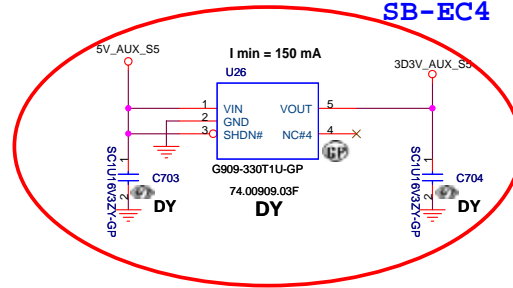 SB-EC4
5V_AUX_S5
I min = 150 mA
3D3V_AUX_S5
U26
1 VIN VOUT 5
2 GND
3 SHDN# NC#4 4
GP
G909-330T1U-GP
74.00909.03F
DY
1
C703
2
DY
SC1U16V3ZY-GP
1
C704
2
DY
SC1U16V3ZY-GP